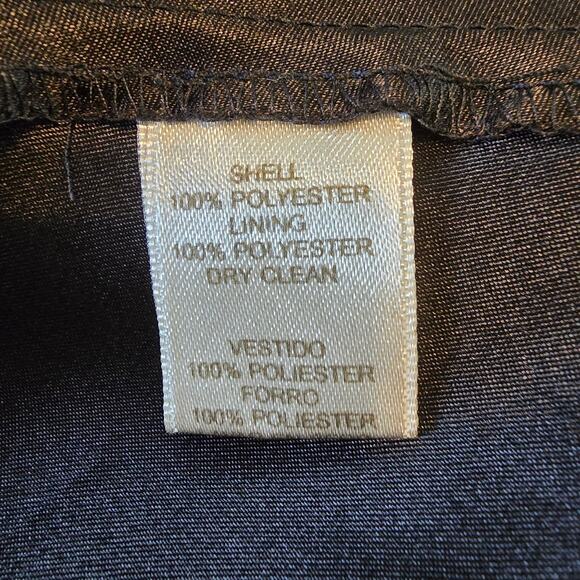 SHELL
100% POLYESTER
LINING
100% POLYESTER
DRY CLEAN
VESTIDO
100% POLIESTER
FORRO
100% POLIESTER